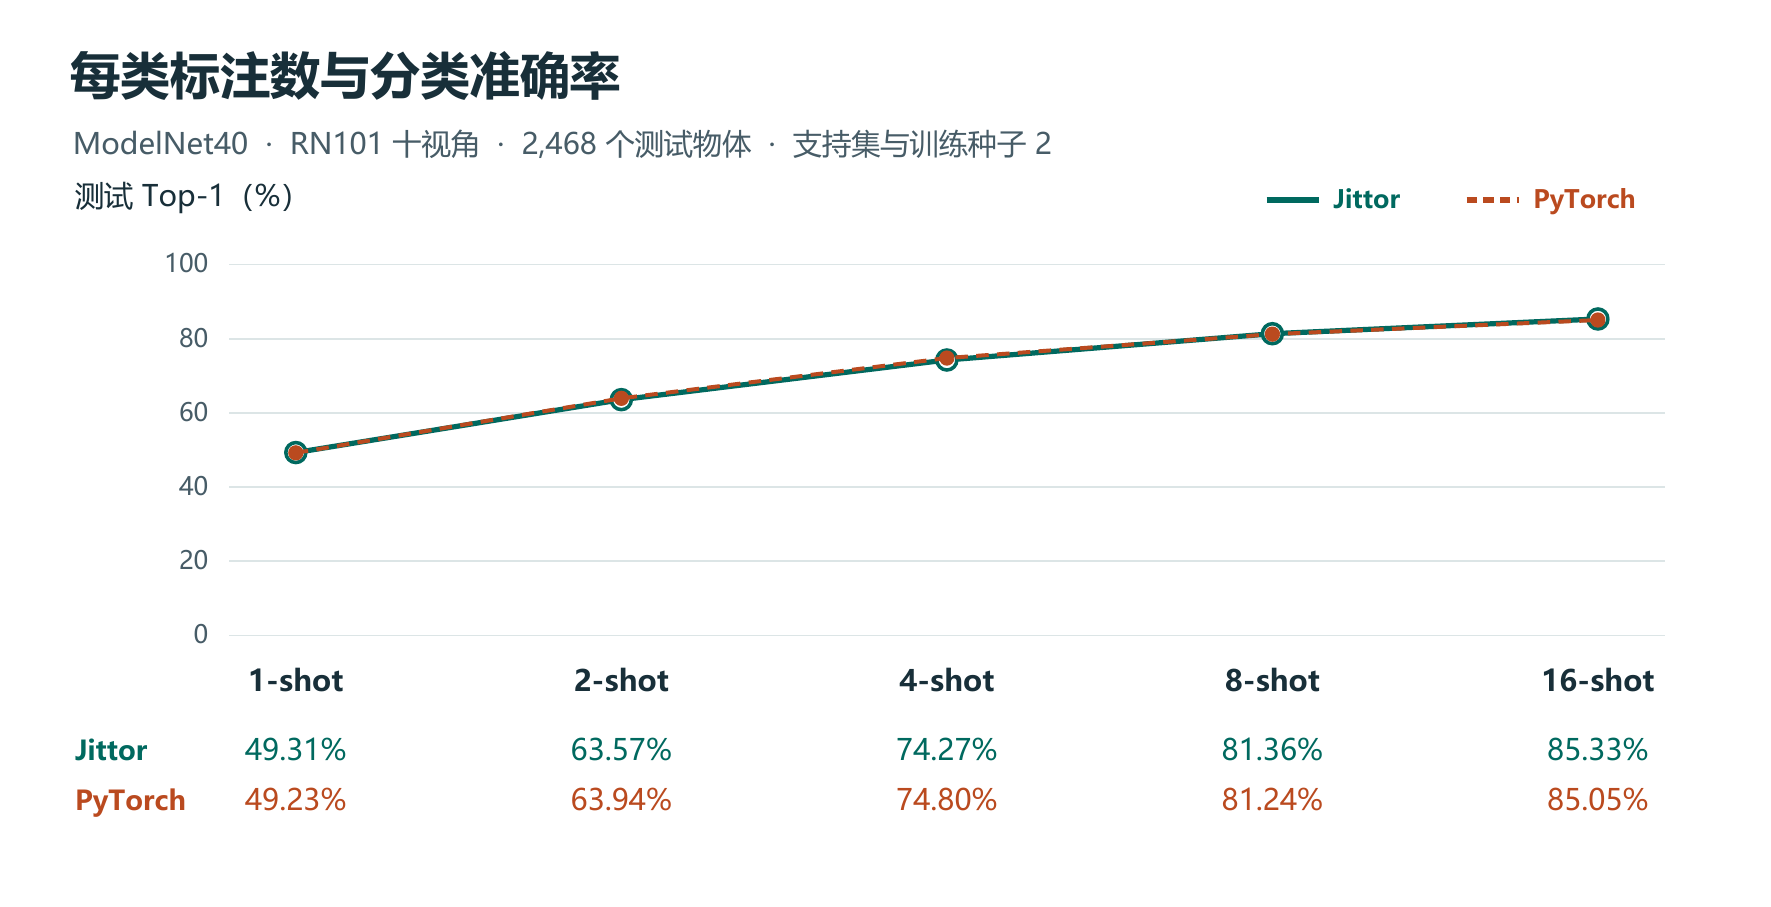 每类标注数与分类准确率
ModelNet40 · RN101 十视角 · 2,468 个测试物体 · 支持集与训练种子 2
测试 Top-1（%）
Jittor PyTorch
100
80
60
40
20
0
1-shot 2-shot 4-shot 8-shot 16-shot
Jittor 49.31% 63.57% 74.27% 81.36% 85.33%
PyTorch 49.23% 63.94% 74.80% 81.24% 85.05%